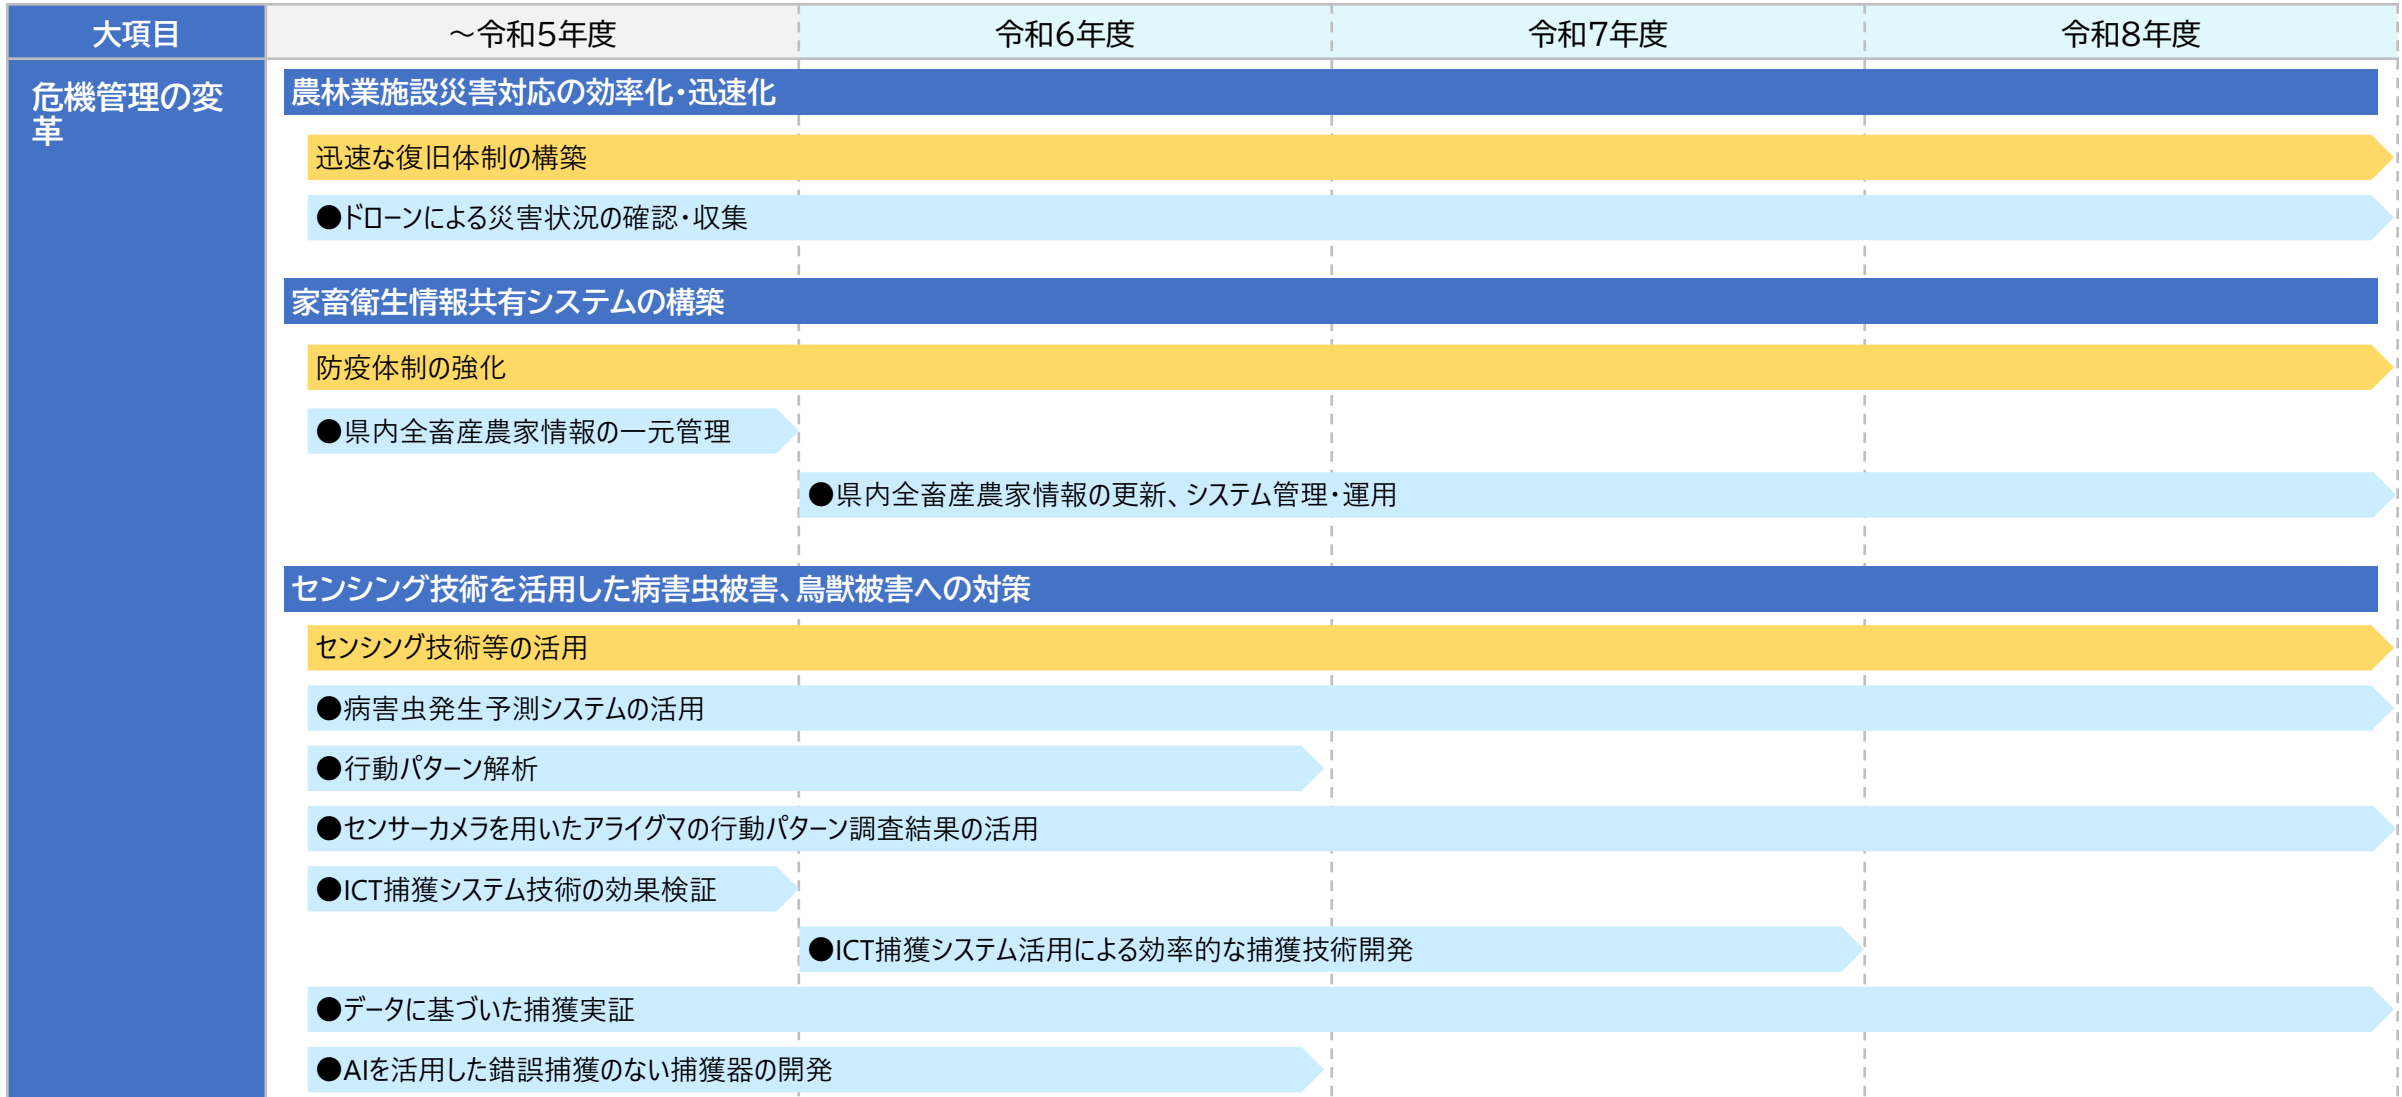 大項目
～令和5年度
令和6年度
令和7年度
令和8年度
危機管理の変
革
農林業施設災害対応の効率化・迅速化
迅速な復旧体制の構築
●ドローンによる災害状況の確認・収集
家畜衛生情報共有システムの構築
防疫体制の強化
●県内全畜産農家情報の一元管理
●県内全畜産農家情報の更新、システム管理・運用
センシング技術を活用した病害虫被害、鳥獣被害への対策
センシング技術等の活用
●病害虫発生予測システムの活用
●行動パターン解析
●センサーカメラを用いたアライグマの行動パターン調査結果の活用
●ICT捕獲システム技術の効果検証
●ICT捕獲システム活用による効率的な捕獲技術開発
●データに基づいた捕獲実証
●AIを活用した錯誤捕獲のない捕獲器の開発